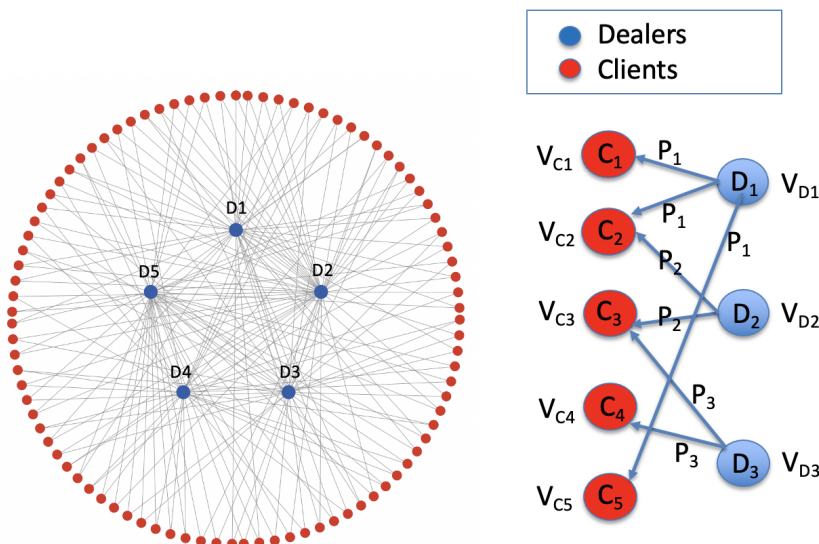 Dealers
Clients
D1
D5
D2
D4
D3
V_C1 C_1 P_1 D_1 V_D1
P_1
V_C2 C_2 P_1
P_2
V_C3 C_3 P_2 D_2 V_D2
P_3
V_C4 C_4
P_3 D_3 V_D3
V_C5 C_5